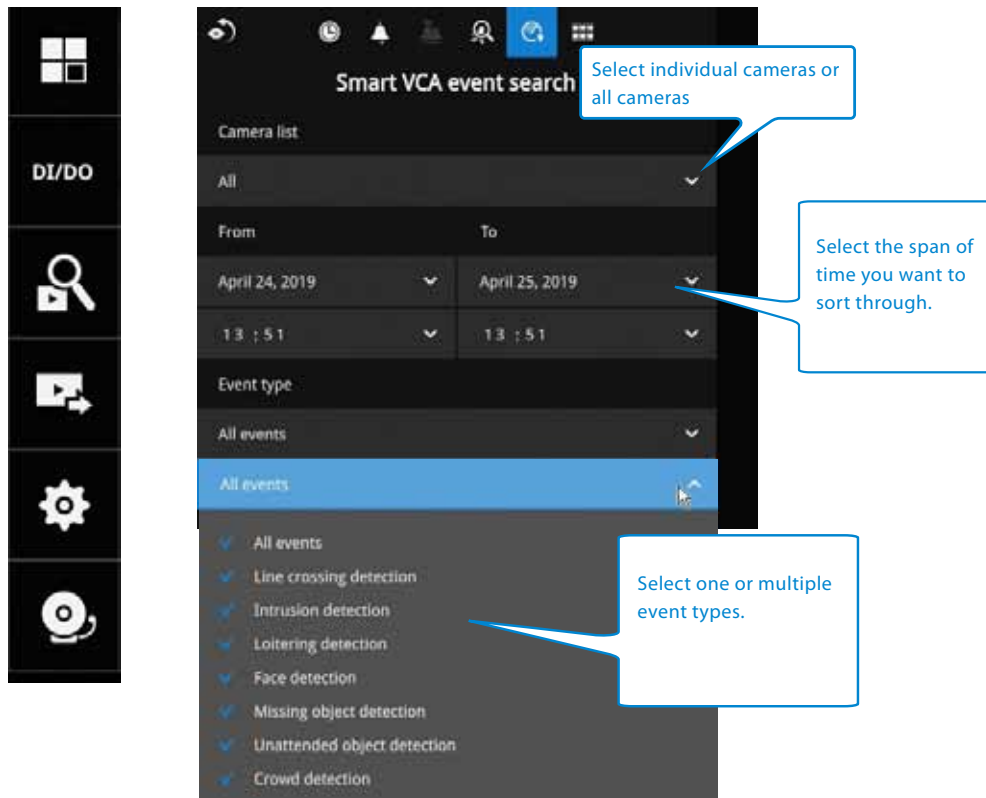 DI/DO
Smart VCA event search
Select individual cameras or
all cameras
Camera list
All
From To
April 24, 2019 April 25, 2019
13 : 51 13 : 51
Select the span of
time you want to
sort through.
Event type
All events
All events
All events
Line crossing detection
Intrusion detection
Loitering detection
Face detection
Missing object detection
Unattended object detection
Crowd detection
Select one or multiple
event types.